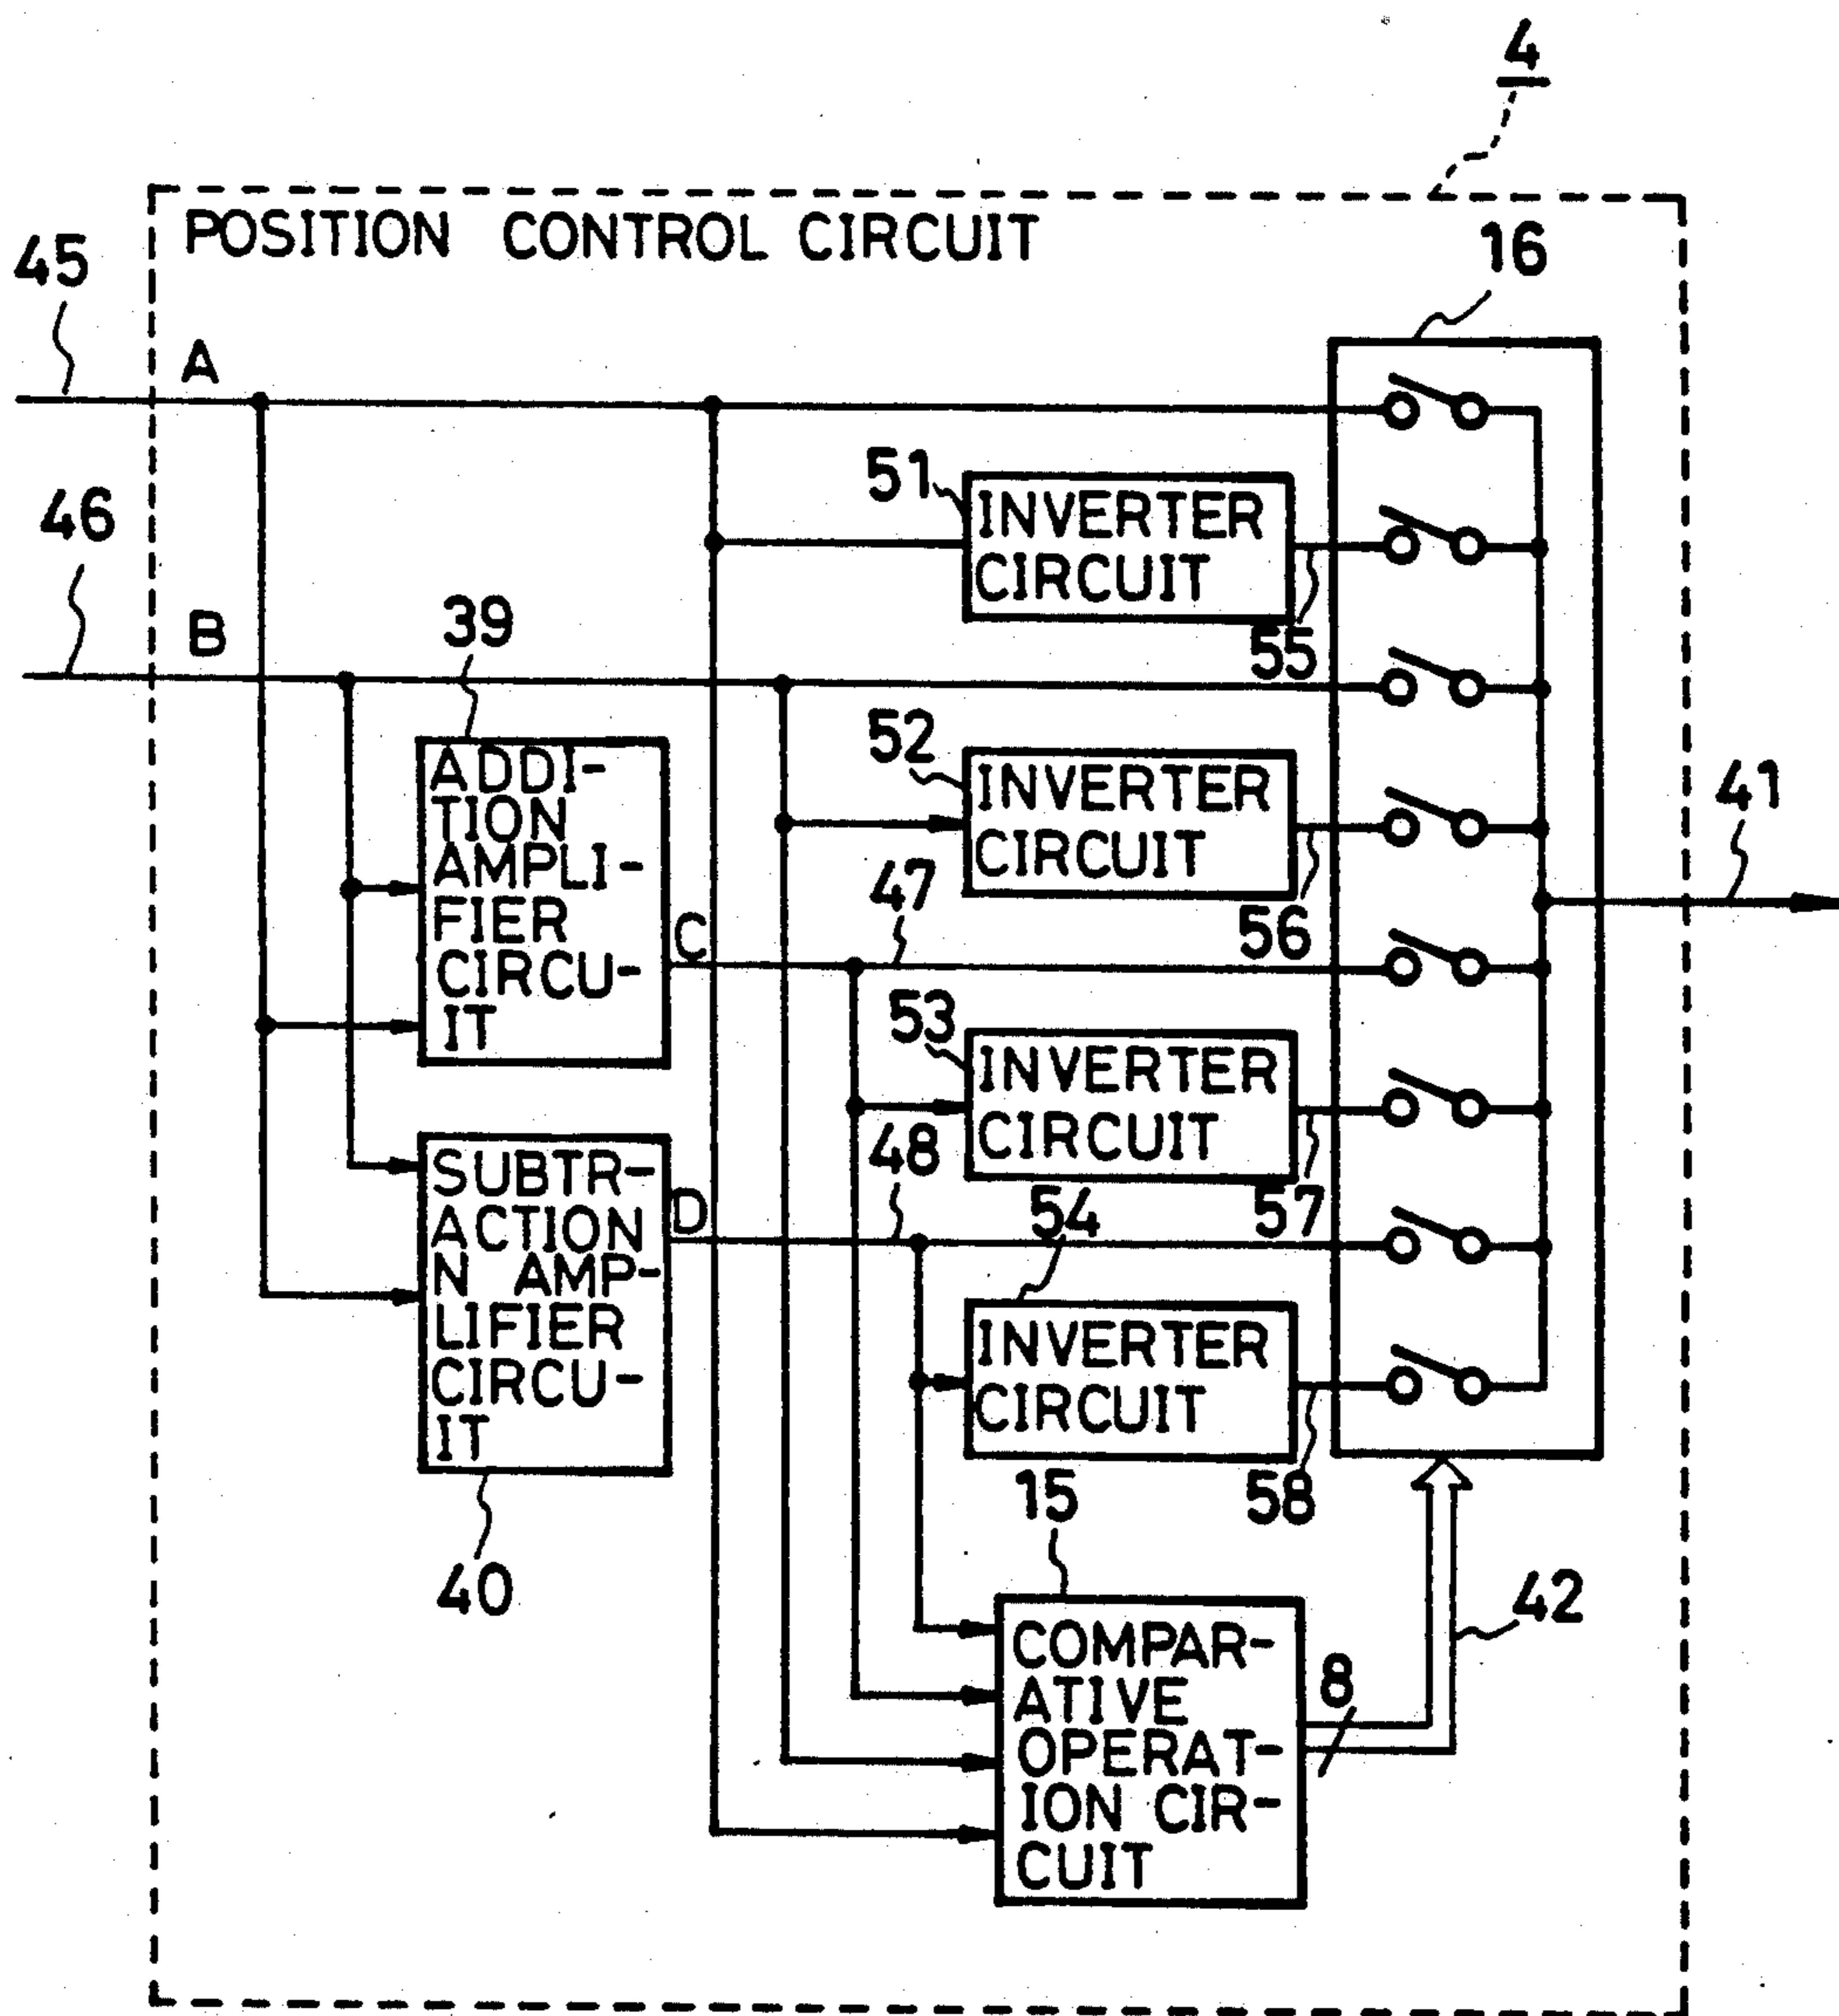 4
POSITION CONTROL CIRCUIT
16
45
A
51
INVERTER
CIRCUIT
55
46
B
39
52
INVERTER
CIRCUIT
56
41
ADDI-
TION
AMPLI-
FIER
CIRCU-
IT
C
47
53
INVERTER
CIRCUIT
57
SUBTR-
ACTION
N AMP-
LIFIER
CIRCU-
IT
D
48
54
INVERTER
CIRCUIT
58
40
15
COMPAR-
ATIVE
OPERAT-
ION CIR-
CUIT
8
42